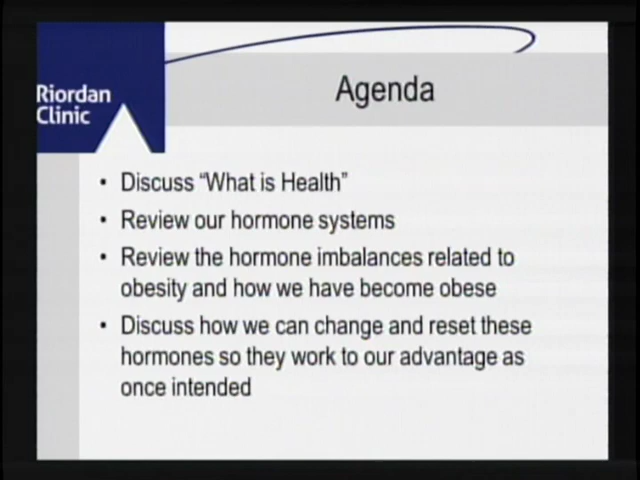 Riordan
Clinic
Agenda
• Discuss “What is Health”
• Review our hormone systems
• Review the hormone imbalances related to
obesity and how we have become obese
• Discuss how we can change and reset these
hormones so they work to our advantage as
once intended